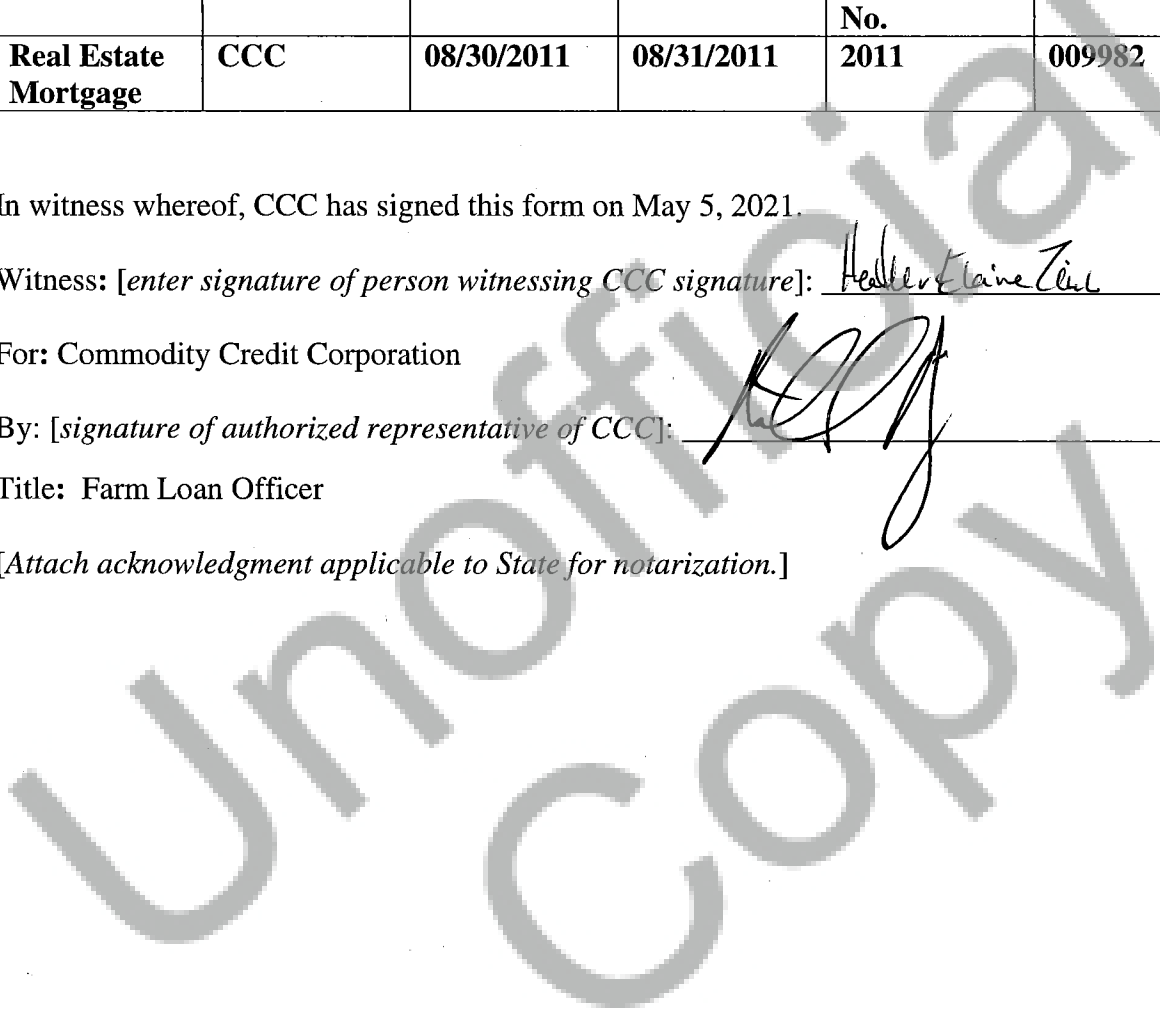 No.
Real Estate Mortgage CCC 08/30/2011 08/31/2011 2011 009982
In witness whereof, CCC has signed this form on May 5, 2021.
Witness: [enter signature of person witnessing CCC signature]: Heather Elaine
For: Commodity Credit Corporation
By: [signature of authorized representative of CCC]:
Title: Farm Loan Officer
[Attach acknowledgment applicable to State for notarization.]
Unofficial
Copy